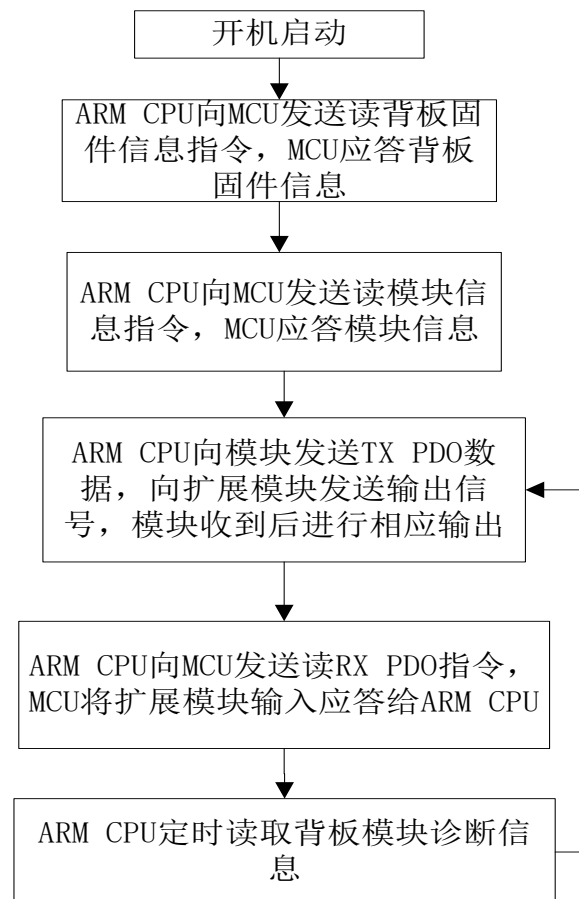 开机启动
ARM CPU向MCU发送读背板固
件信息指令，MCU应答背板
固件信息
ARM CPU向MCU发送读模块信
息指令，MCU应答模块信息
ARM CPU向模块发送TX PDO数
据，向扩展模块发送输出信
号，模块收到后进行相应输出
ARM CPU向MCU发送读RX PDO指令，
MCU将扩展模块输入应答给ARM CPU
ARM CPU定时读取背板模块诊断信
息